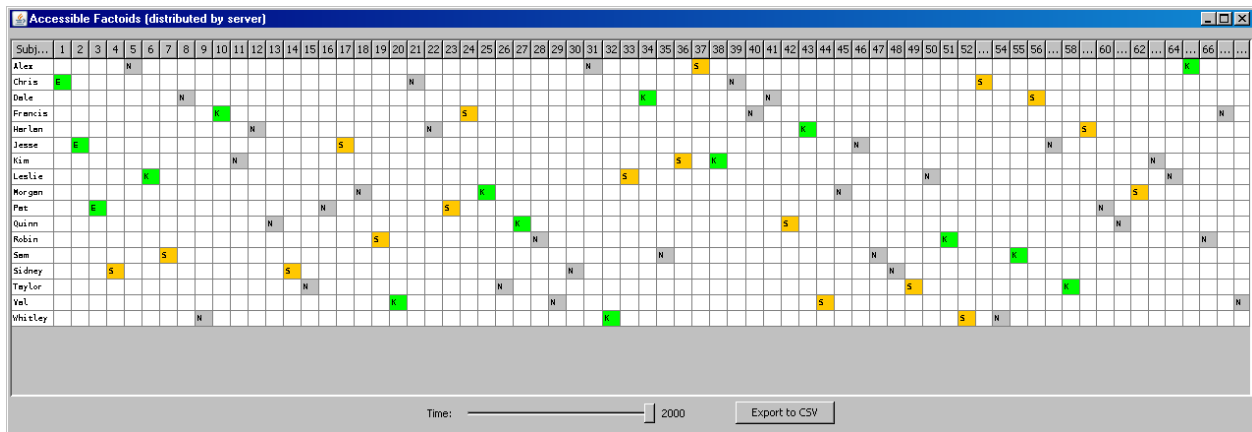 Accessible Factoids (distributed by server)
Subj... 1 2 3 4 5 6 7 8 9 10 11 12 13 14 15 16 17 18 19 20 21 22 23 24 25 26 27 28 29 30 31 32 33 34 35 36 37 38 39 40 41 42 43 44 45 46 47 48 49 50 51 52 ... 54 55 56 ... 58 ... 60 ... 62 ... 64 ... 66 ... ...
Alex N N S K
Chris E N N S
Dale N K N S
Francis K S N N
Harlan N N K S
Jesse E S N N
Kim N S K N
Leslie K S N N
Morgan N K N S
Pat E N S N
Quinn N K S N
Robin S N K N
Sam S N N K
Sidney S S N N
Taylor N N S K
Val K N S N
Whitley N K S N
Time: 2000 Export to CSV